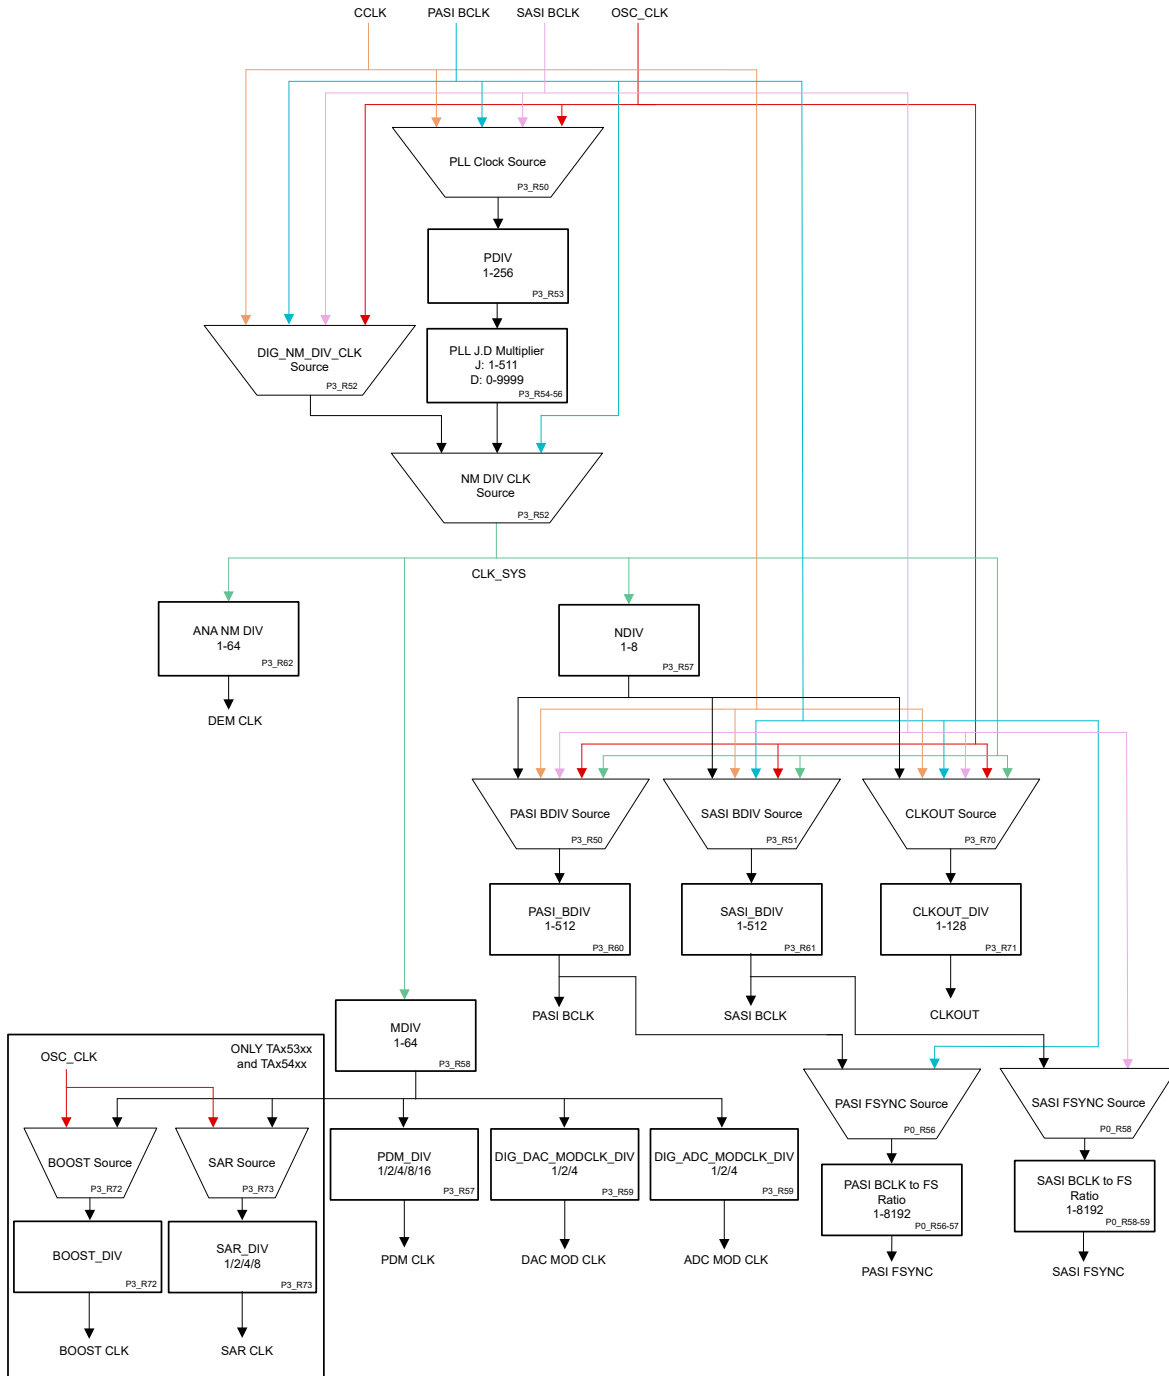 CCLK
PASI BCLK
SASI BCLK
OSC_CLK
PLL Clock Source
P3_R50
PDIV
1-256
P3_R53
DIG_NM_DIV_CLK
Source
P3_R52
PLL J.D Multiplier
J: 1-511
D: 0-9999
P3_R54-56
NM DIV CLK
Source
P3_R52
CLK_SYS
ANA NM DIV
1-64
P3_R62
DEM CLK
NDIV
1-8
P3_R57
PASI BDIV Source
P3_R50
SASI BDIV Source
P3_R51
CLKOUT Source
P3_R70
PASI_BDIV
1-512
P3_R60
SASI_BDIV
1-512
P3_R61
CLKOUT_DIV
1-128
P3_R71
PASI BCLK
SASI BCLK
CLKOUT
MDIV
1-64
P3_R58
OSC_CLK
ONLY TAx53xx
and TAx54xx
BOOST Source
P3_R72
SAR Source
P3_R73
PDM_DIV
1/2/4/8/16
P3_R57
DIG_DAC_MODCLK_DIV
1/2/4
P3_R59
DIG_ADC_MODCLK_DIV
1/2/4
P3_R59
PASI FSYNC Source
P0_R56
SASI FSYNC Source
P0_R58
BOOST_DIV
P3_R72
SAR_DIV
1/2/4/8
P3_R73
PASI BCLK to FS
Ratio
1-8192
P0_R56-57
SASI BCLK to FS
Ratio
1-8192
P0_R58-59
PDM CLK
DAC MOD CLK
ADC MOD CLK
PASI FSYNC
SASI FSYNC
BOOST CLK
SAR CLK